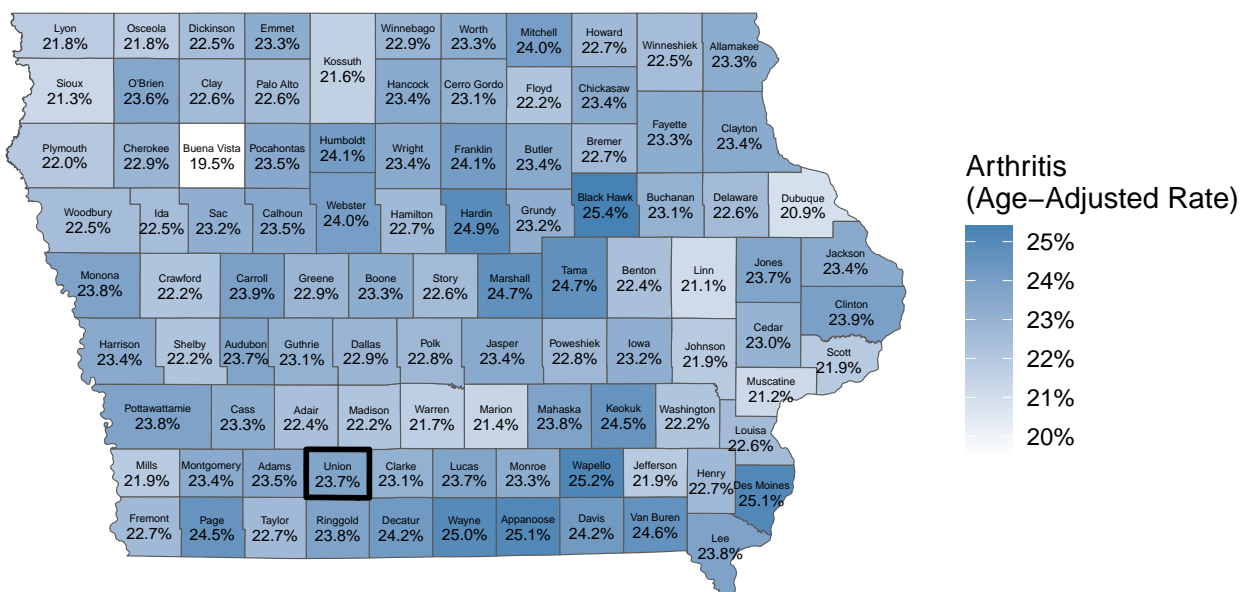 Lyon
21.8%
Osceola
21.8%
Dickinson
22.5%
Emmet
23.3%
Kossuth
21.6%
Winnebago
22.9%
Worth
23.3%
Mitchell
24.0%
Howard
22.7%
Winneshiek
22.5%
Allamakee
23.3%
Sioux
21.3%
O'Brien
23.6%
Clay
22.6%
Palo Alto
22.6%
Hancock
23.4%
Cerro Gordo
23.1%
Floyd
22.2%
Chickasaw
23.4%
Fayette
23.3%
Clayton
23.4%
Plymouth
22.0%
Cherokee
22.9%
Buena Vista
19.5%
Pocahontas
23.5%
Humboldt
24.1%
Wright
23.4%
Franklin
24.1%
Butler
23.4%
Bremer
22.7%
Woodbury
22.5%
Ida
22.5%
Sac
23.2%
Calhoun
23.5%
Webster
24.0%
Hamilton
22.7%
Hardin
24.9%
Grundy
23.2%
Black Hawk
25.4%
Buchanan
23.1%
Delaware
22.6%
Dubuque
20.9%
Monona
23.8%
Crawford
22.2%
Carroll
23.9%
Greene
22.9%
Boone
23.3%
Story
22.6%
Marshall
24.7%
Tama
24.7%
Benton
22.4%
Linn
21.1%
Jones
23.7%
Jackson
23.4%
Clinton
23.9%
Harrison
23.4%
Shelby
22.2%
Audubon
23.7%
Guthrie
23.1%
Dallas
22.9%
Polk
22.8%
Jasper
23.4%
Poweshiek
22.8%
Iowa
23.2%
Johnson
21.9%
Cedar
23.0%
Scott
21.9%
Muscatine
21.2%
Pottawattamie
23.8%
Cass
23.3%
Adair
22.4%
Madison
22.2%
Warren
21.7%
Marion
21.4%
Mahaska
23.8%
Keokuk
24.5%
Washington
22.2%
Louisa
22.6%
Mills
21.9%
Montgomery
23.4%
Adams
23.5%
Union
23.7%
Clarke
23.1%
Lucas
23.7%
Monroe
23.3%
Wapello
25.2%
Jefferson
21.9%
Henry
22.7%
Des Moines
25.1%
Fremont
22.7%
Page
24.5%
Taylor
22.7%
Ringgold
23.8%
Decatur
24.2%
Wayne
25.0%
Appanoose
25.1%
Davis
24.2%
Van Buren
24.6%
Lee
23.8%
Arthritis
(Age−Adjusted Rate)
25%
24%
23%
22%
21%
20%